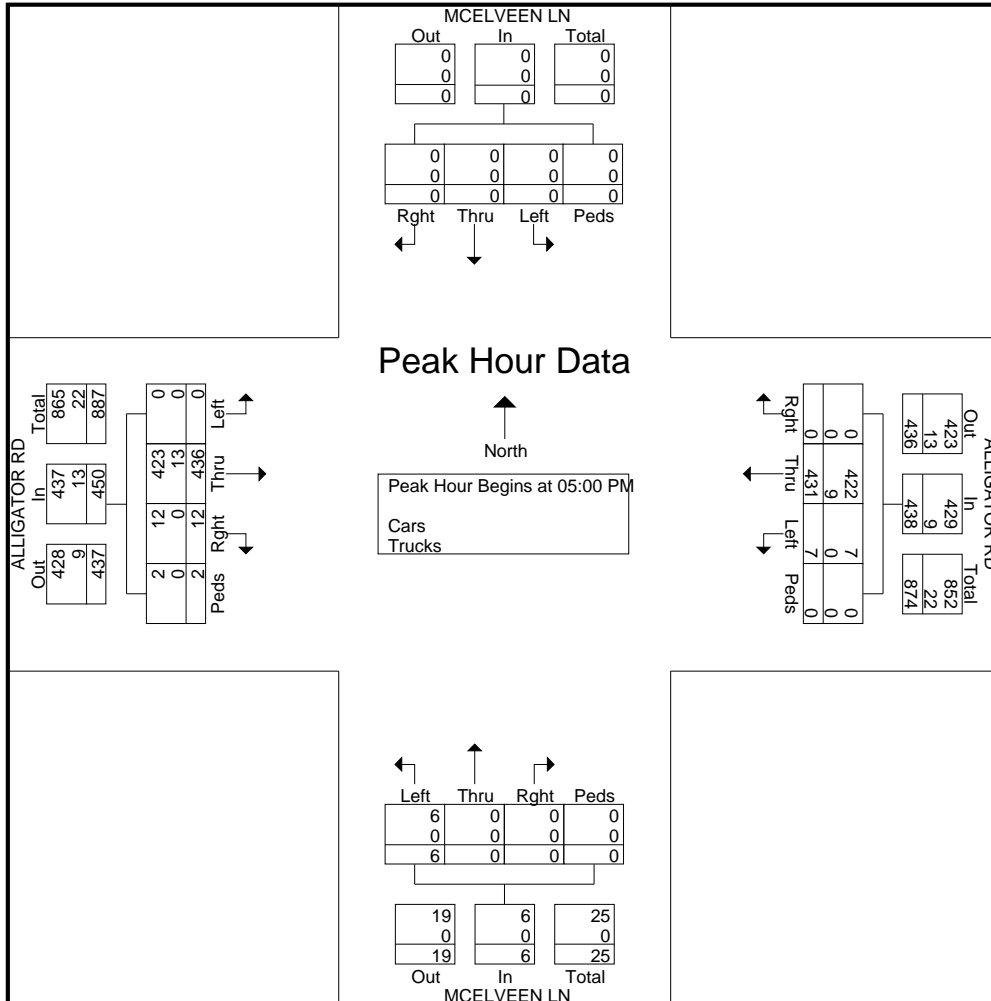 MCELVEEN LN
Out In Total
0 0 0
0 0 0
0 0 0
0 0 0 0
0 0 0 0
0 0 0 0
Rght Thru Left Peds
Peak Hour Data
North
Peak Hour Begins at 05:00 PM
Cars
Trucks
ALLIGATOR RD
Out In Total
428 437 865
9 13 22
437 450 887
Peds Rght Thru Left
2 12 423 0
0 0 13 0
2 12 436 0
ALLIGATOR RD
Out In Total
423 429 852
13 9 22
436 438 874
Rght Thru Left Peds
0 422 7 0
0 9 0 0
0 431 7 0
Left Thru Rght Peds
6 0 0 0
0 0 0 0
6 0 0 0
19 6 25
0 0 0
19 6 25
Out In Total
MCELVEEN LN